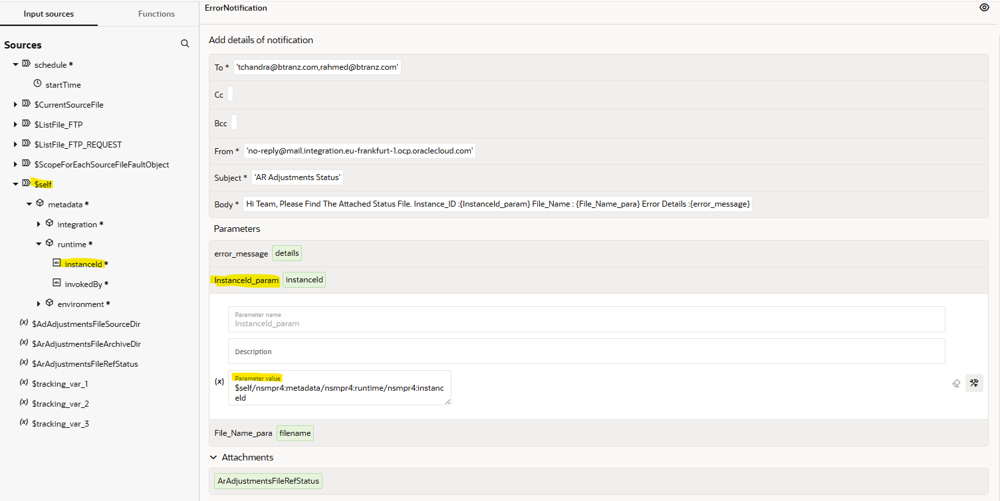 Input sources
Functions
Sources
schedule *
startTime
$CurrentSourceFile
$ListFile_FTP
$ListFile_FTP_REQUEST
$ScopeForEachSourceFileFaultObject
$self
metadata *
integration *
runtime *
abc instanceId *
abc invokedBy *
environment *
(x) $AdAdjustmentsFileSourceDir
(x) $ArAdjustmentsFileArchiveDir
(x) $ArAdjustmentsFileRefStatus
(x) $tracking_var_1
(x) $tracking_var_2
(x) $tracking_var_3
ErrorNotification
Add details of notification
To * 'tchandra@btranz.com,rahmed@btranz.com'
Cc
Bcc
From * 'no-reply@mail.integration.eu-frankfurt-1.ocp.oraclecloud.com'
Subject * 'AR Adjustments Status'
Body * Hi Team, Please Find The Attached Status File. Instance_ID :{InstanceId_param} File_Name : {File_Name_para} Error Details :{error_message}
Parameters
error_message details
InstanceId_param instanceId
Parameter name
InstanceId_param
Description
(x) Parameter value
$self/nsmpr4:metadata/nsmpr4:runtime/nsmpr4:instanc
eId
File_Name_para filename
Attachments
ArAdjustmentsFileRefStatus